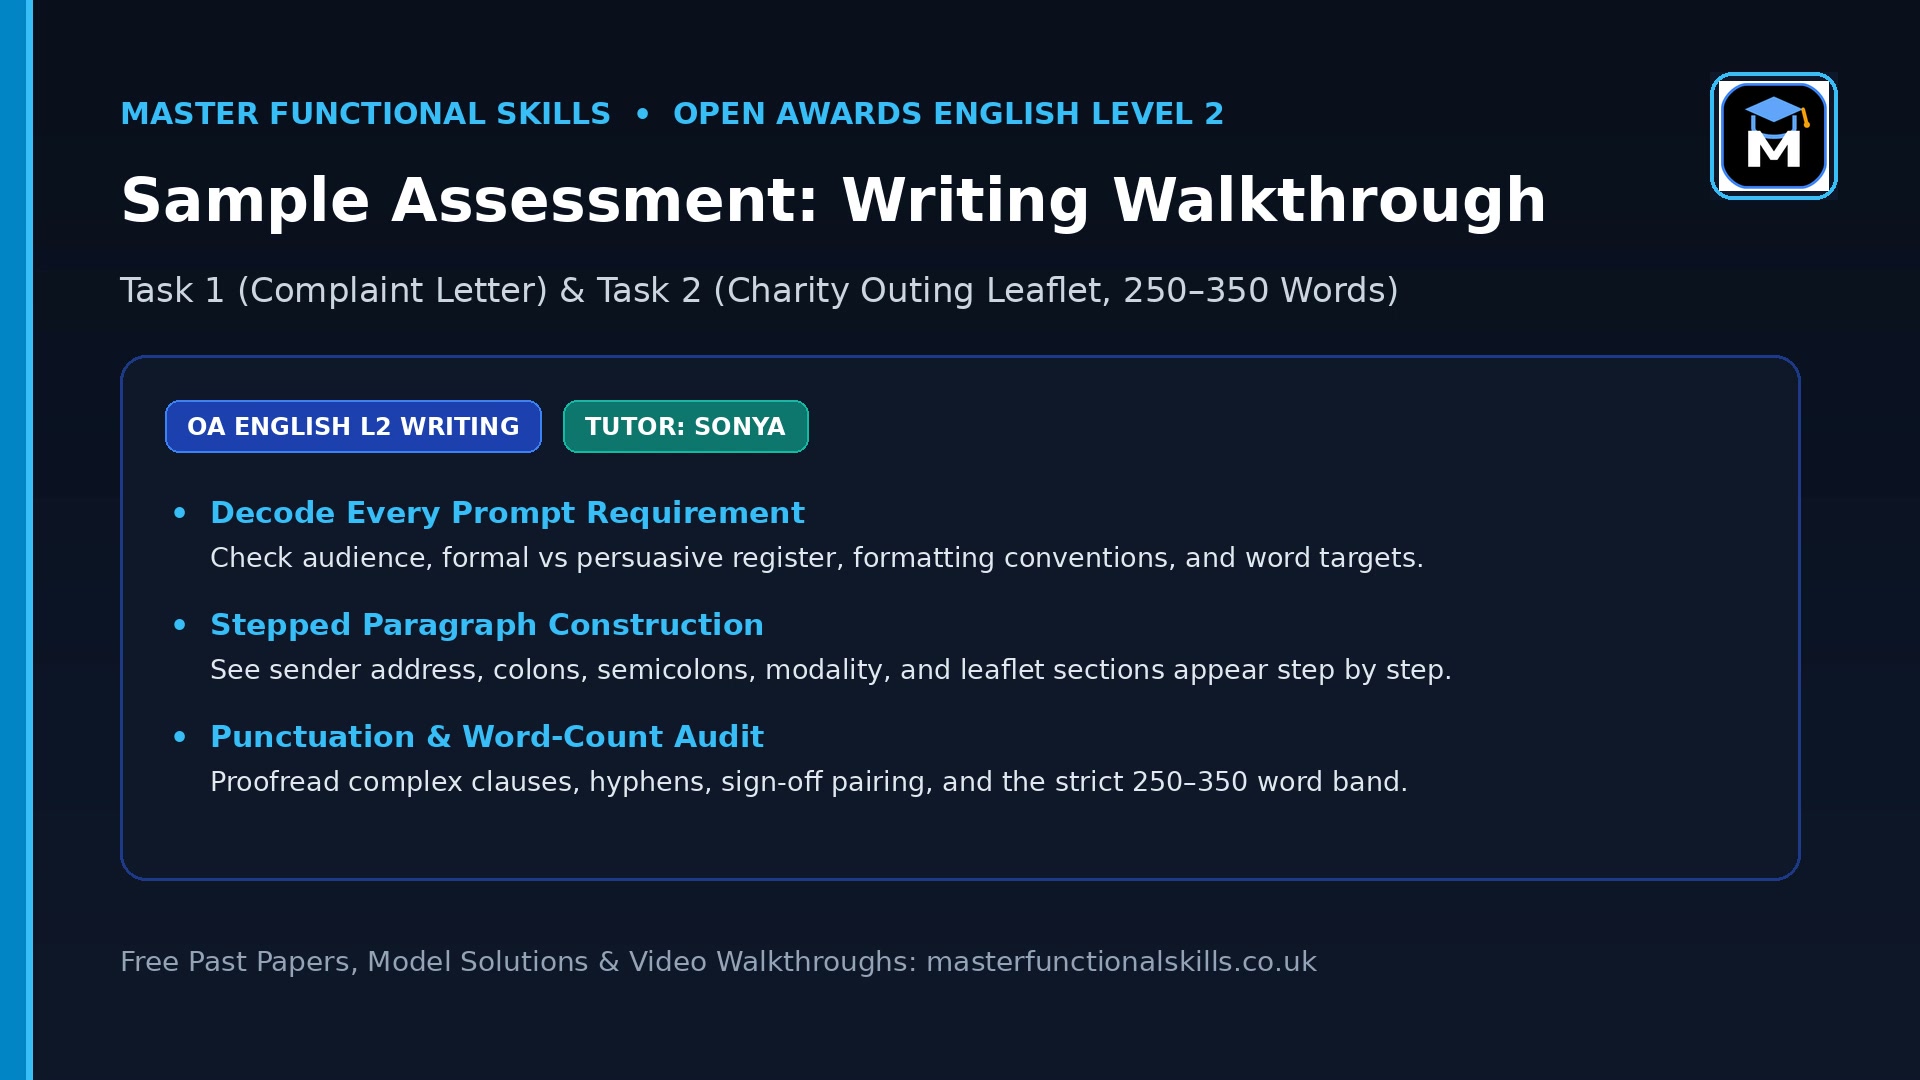 MASTER FUNCTIONAL SKILLS • OPEN AWARDS ENGLISH LEVEL 2
M
Sample Assessment: Writing Walkthrough
Task 1 (Complaint Letter) & Task 2 (Charity Outing Leaflet, 250–350 Words)
OA ENGLISH L2 WRITING
TUTOR: SONYA
• Decode Every Prompt Requirement
Check audience, formal vs persuasive register, formatting conventions, and word targets.
• Stepped Paragraph Construction
See sender address, colons, semicolons, modality, and leaflet sections appear step by step.
• Punctuation & Word-Count Audit
Proofread complex clauses, hyphens, sign-off pairing, and the strict 250–350 word band.
Free Past Papers, Model Solutions & Video Walkthroughs: masterfunctionalskills.co.uk